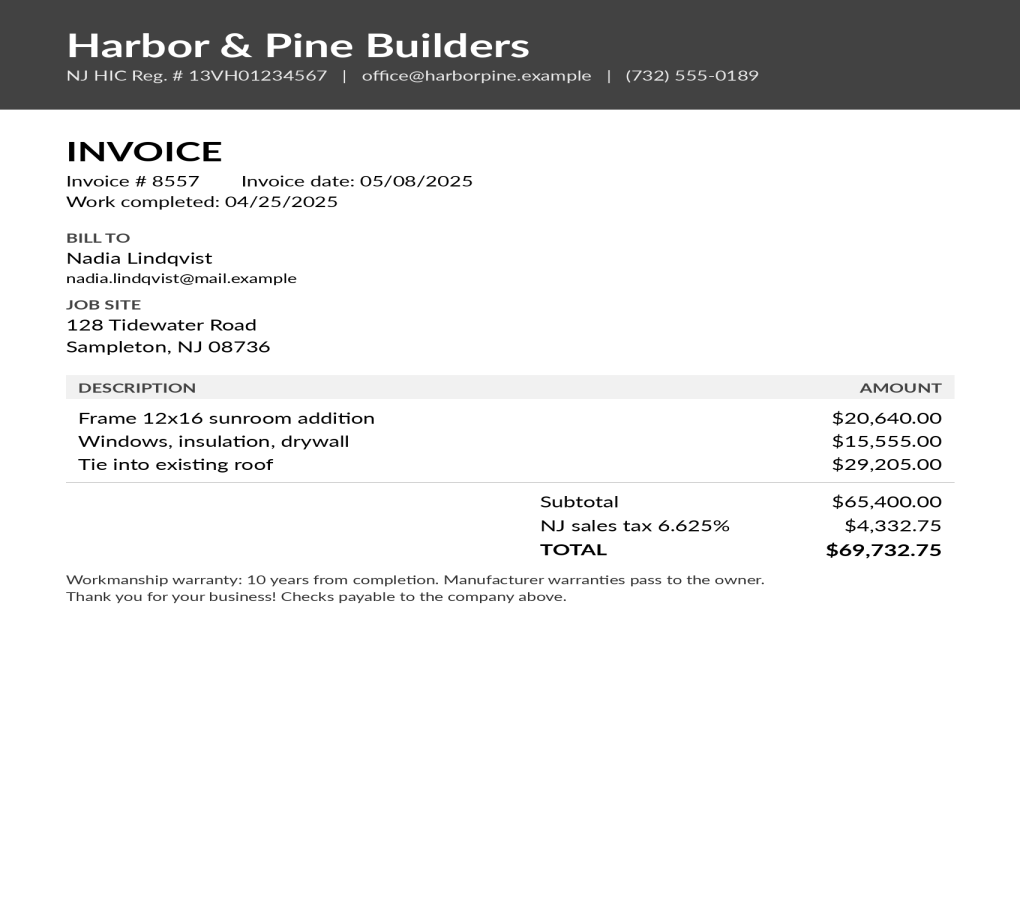 Harbor & Pine Builders
NJ HIC Reg. # 13VH01234567 | office@harborpine.example | (732) 555-0189
INVOICE
Invoice # 8557 Invoice date: 05/08/2025
Work completed: 04/25/2025
BILL TO
Nadia Lindqvist
nadia.lindqvist@mail.example
JOB SITE
128 Tidewater Road
Sampleton, NJ 08736
DESCRIPTION AMOUNT
Frame 12x16 sunroom addition $20,640.00
Windows, insulation, drywall $15,555.00
Tie into existing roof $29,205.00
Subtotal $65,400.00
NJ sales tax 6.625% $4,332.75
TOTAL $69,732.75
Workmanship warranty: 10 years from completion. Manufacturer warranties pass to the owner.
Thank you for your business! Checks payable to the company above.